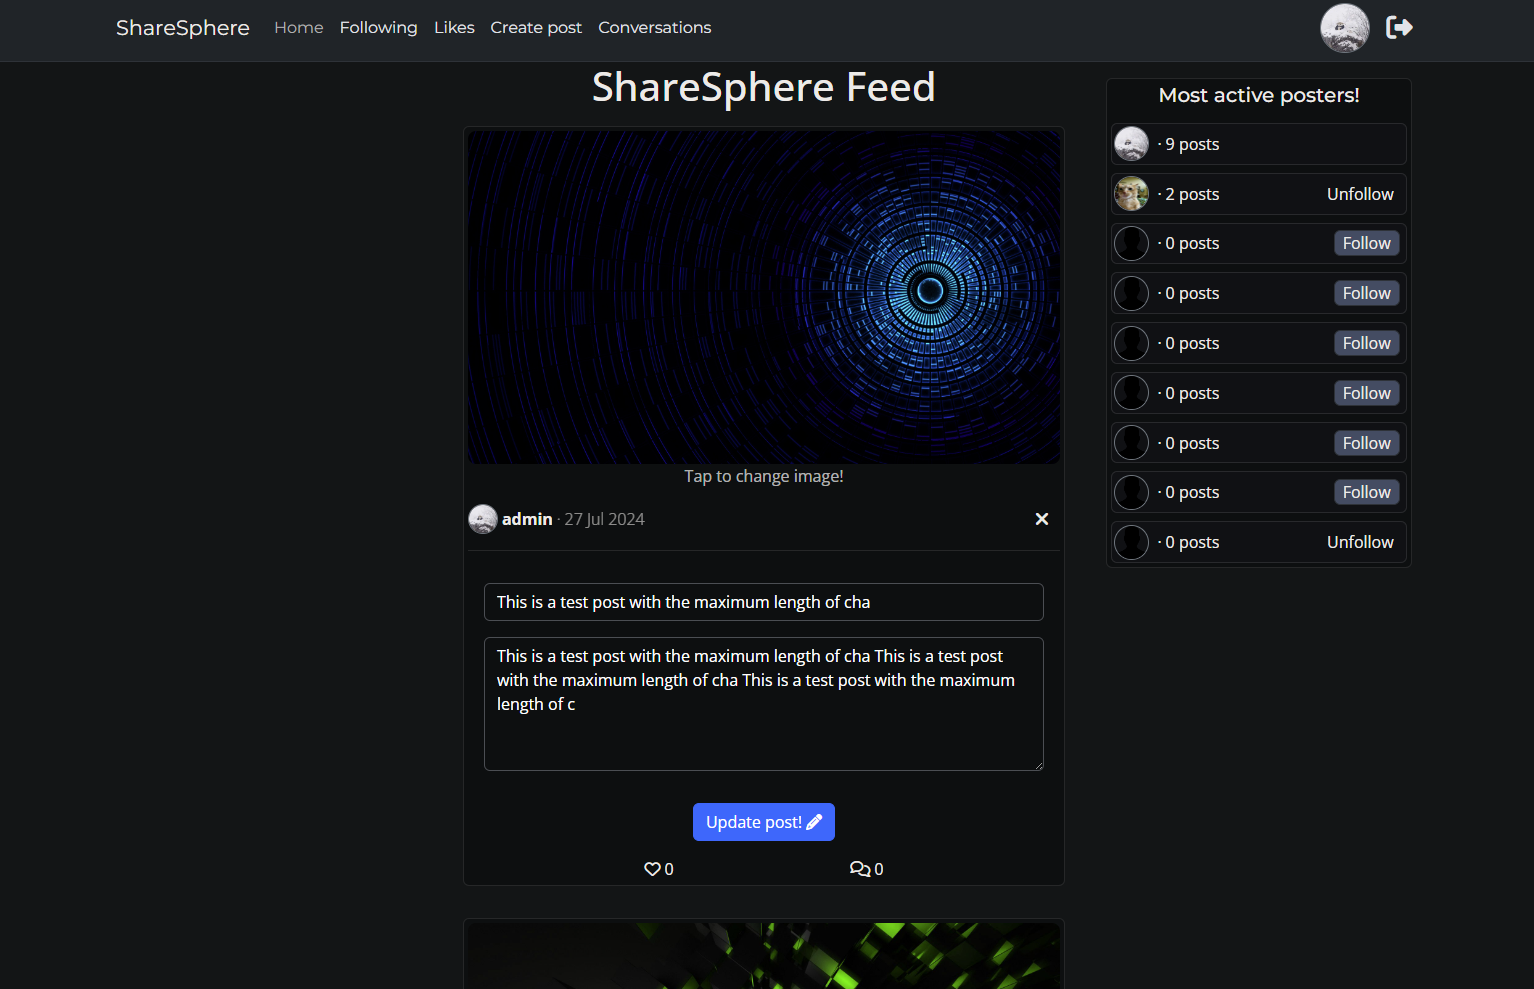 ShareSphere Home Following Likes Create post Conversations
ShareSphere Feed
Tap to change image!
admin · 27 Jul 2024
This is a test post with the maximum length of cha
This is a test post with the maximum length of cha This is a test post
with the maximum length of cha This is a test post with the maximum
length of c
Update post!
0 0
Most active posters!
· 9 posts
· 2 posts Unfollow
· 0 posts Follow
· 0 posts Follow
· 0 posts Follow
· 0 posts Follow
· 0 posts Follow
· 0 posts Follow
· 0 posts Unfollow